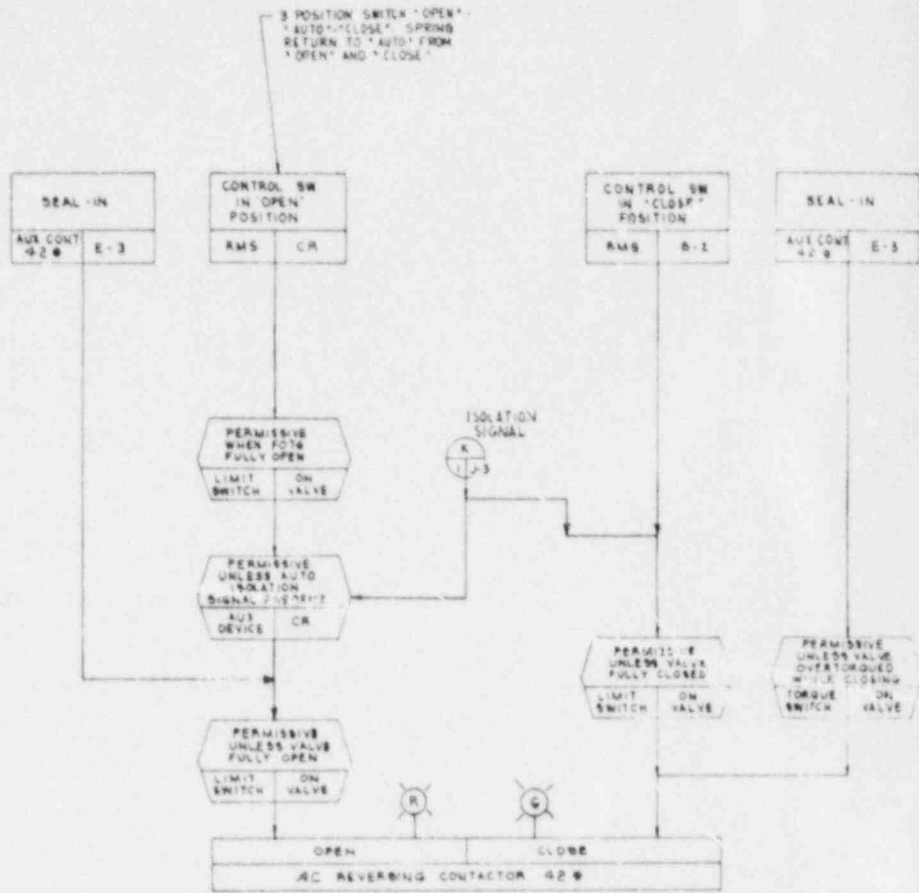 3 POSITION SWITCH "OPEN"-
"AUTO"-"CLOSE" SPRING
RETURN TO "AUTO" FROM
"OPEN" AND "CLOSE"
SEAL-IN
AUX CONT
42
E-3
CONTROL SW
IN "OPEN"
POSITION
RMS
CR
CONTROL SW
IN "CLOSE"
POSITION
RMS
SEAL-IN
AUX CONT
42
E-3
PERMISSIVE
WHEN F076
FULLY OPEN
LIMIT
SWITCH
ON
VALVE
ISOLATION
SIGNAL
K
J-3
PERMISSIVE
UNLESS AUTO
ISOLATION
SIGNAL PRESENT
AUX
DEVICE
CR
PERMISSIVE
UNLESS VALVE
FULLY CLOSED
LIMIT
SWITCH
ON
VALVE
PERMISSIVE
UNLESS VALVE
OVERTORQUED
WHILE CLOSING
TORQUE
SWITCH
ON
VALVE
PERMISSIVE
UNLESS VALVE
FULLY OPEN
LIMIT
SWITCH
ON
VALVE
R
G
OPEN
CLOSE
AC REVERSING CONTACTOR 42